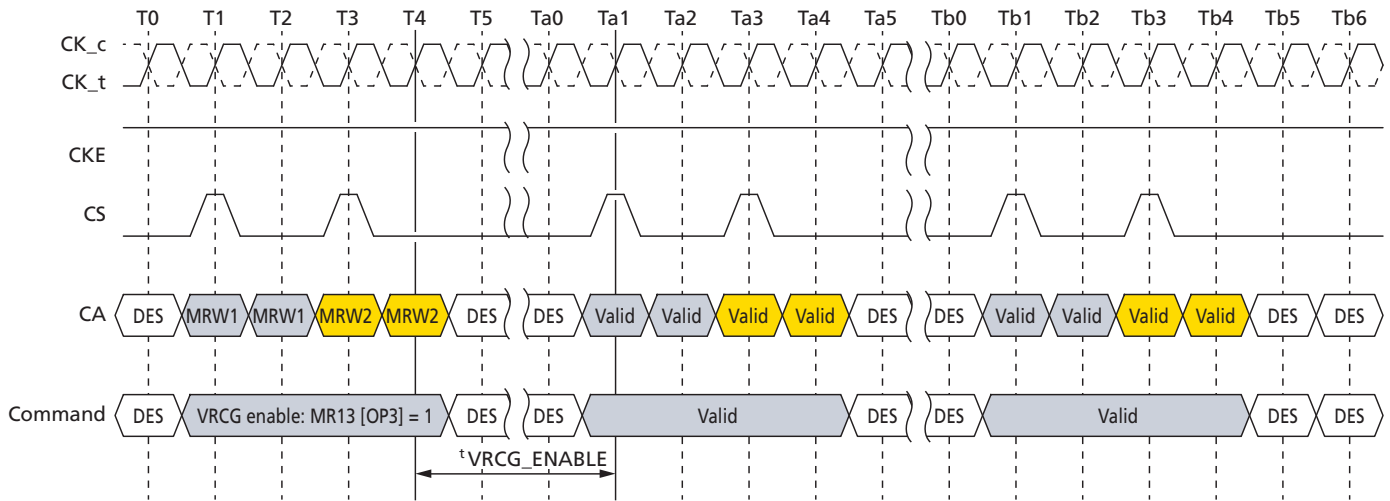 T0 T1 T2 T3 T4 T5 Ta0 Ta1 Ta2 Ta3 Ta4 Ta5 Tb0 Tb1 Tb2 Tb3 Tb4 Tb5 Tb6
CK_c
CK_t
CKE
CS
CA DES MRW1 MRW1 MRW2 MRW2 DES DES Valid Valid Valid Valid DES DES Valid Valid Valid Valid DES DES
Command DES VRCG enable: MR13 [OP3] = 1 DES DES Valid DES DES Valid DES DES
tVRCG_ENABLE